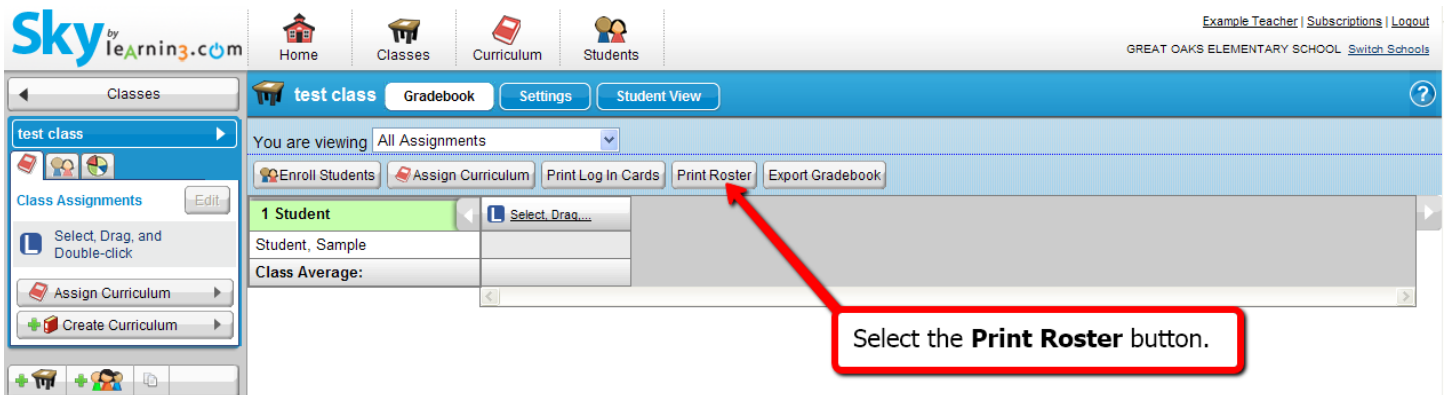 Sky by learnin3.com
Home Classes Curriculum Students
Example Teacher | Subscriptions | Logout
GREAT OAKS ELEMENTARY SCHOOL Switch Schools
Classes
test class Gradebook Settings Student View ?
test class
You are viewing All Assignments
Enroll Students Assign Curriculum Print Log In Cards Print Roster Export Gradebook
Class Assignments Edit
L Select, Drag, and
Double-click
Assign Curriculum
Create Curriculum
1 Student L Select, Drag,...
Student, Sample
Class Average:
Select the Print Roster button.